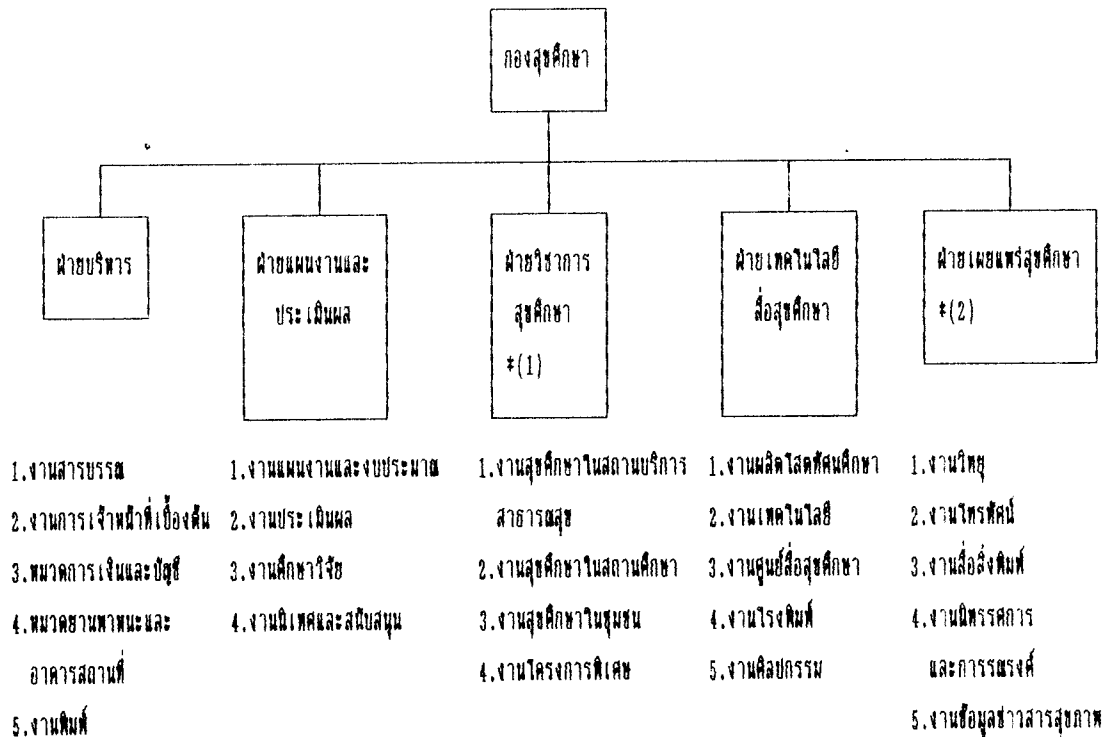 กองสุขศึกษา
ฝ่ายบริหาร
ฝ่ายแผนงานและ
ประเมินผล
ฝ่ายวิชาการ
สุขศึกษา
*(1)
ฝ่ายเทคโนโลยี
สื่อสุขศึกษา
ฝ่ายเผยแพร่สุขศึกษา
*(2)
1.งานสารบรรณ
2.งานการเจ้าหน้าที่เบื้องต้น
3.หมวดการเงินและบัญชี
4.หมวดยานพาหนะและ
อาคารสถานที่
5.งานพิมพ์
1.งานแผนงานและงบประมาณ
2.งานประเมินผล
3.งานศึกษาวิจัย
4.งานนิเทศและสนับสนุน
1.งานสุขศึกษาในสถานบริการ
สาธารณสุข
2.งานสุขศึกษาในสถานศึกษา
3.งานสุขศึกษาในชุมชน
4.งานโครงการพิเศษ
1.งานผลิตโสตทัศนศึกษา
2.งานเทคโนโลยี
3.งานศูนย์สื่อสุขศึกษา
4.งานโรงพิมพ์
5.งานศิลปกรรม
1.งานวิทยุ
2.งานโทรทัศน์
3.งานสื่อสิ่งพิมพ์
4.งานนิทรรศการ
และการรณรงค์
5.งานข้อมูลข่าวสารสุขภาพ